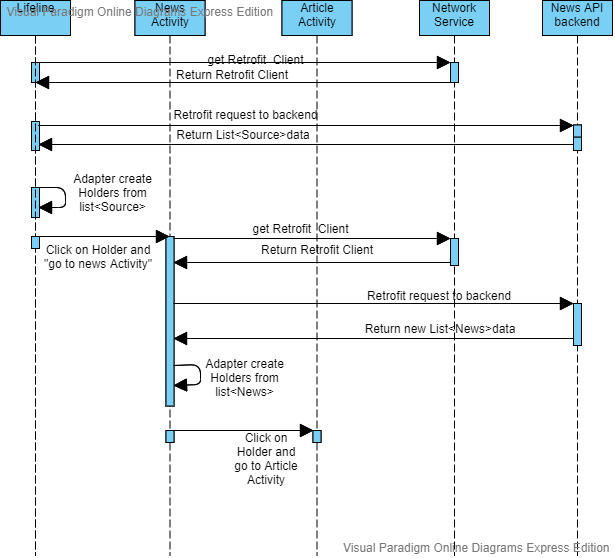 Visual Paradigm Online Diagrams Express Edition
Lifeline
News
Activity
Article
Activity
Network
Service
News API
backend
get Retrofit  Client
Return Retrofit Client
Retrofit request to backend
Return List<Source>data
Adapter create
Holders from
list<Source>
get Retrofit  Client
Click on Holder and
"go to news Activity"
Return Retrofit Client
Retrofit request to backend
Return new List<News>data
Adapter create
Holders from
list<News>
Click on
Holder and
go to Article
Activity
Visual Paradigm Online Diagrams Express Edition